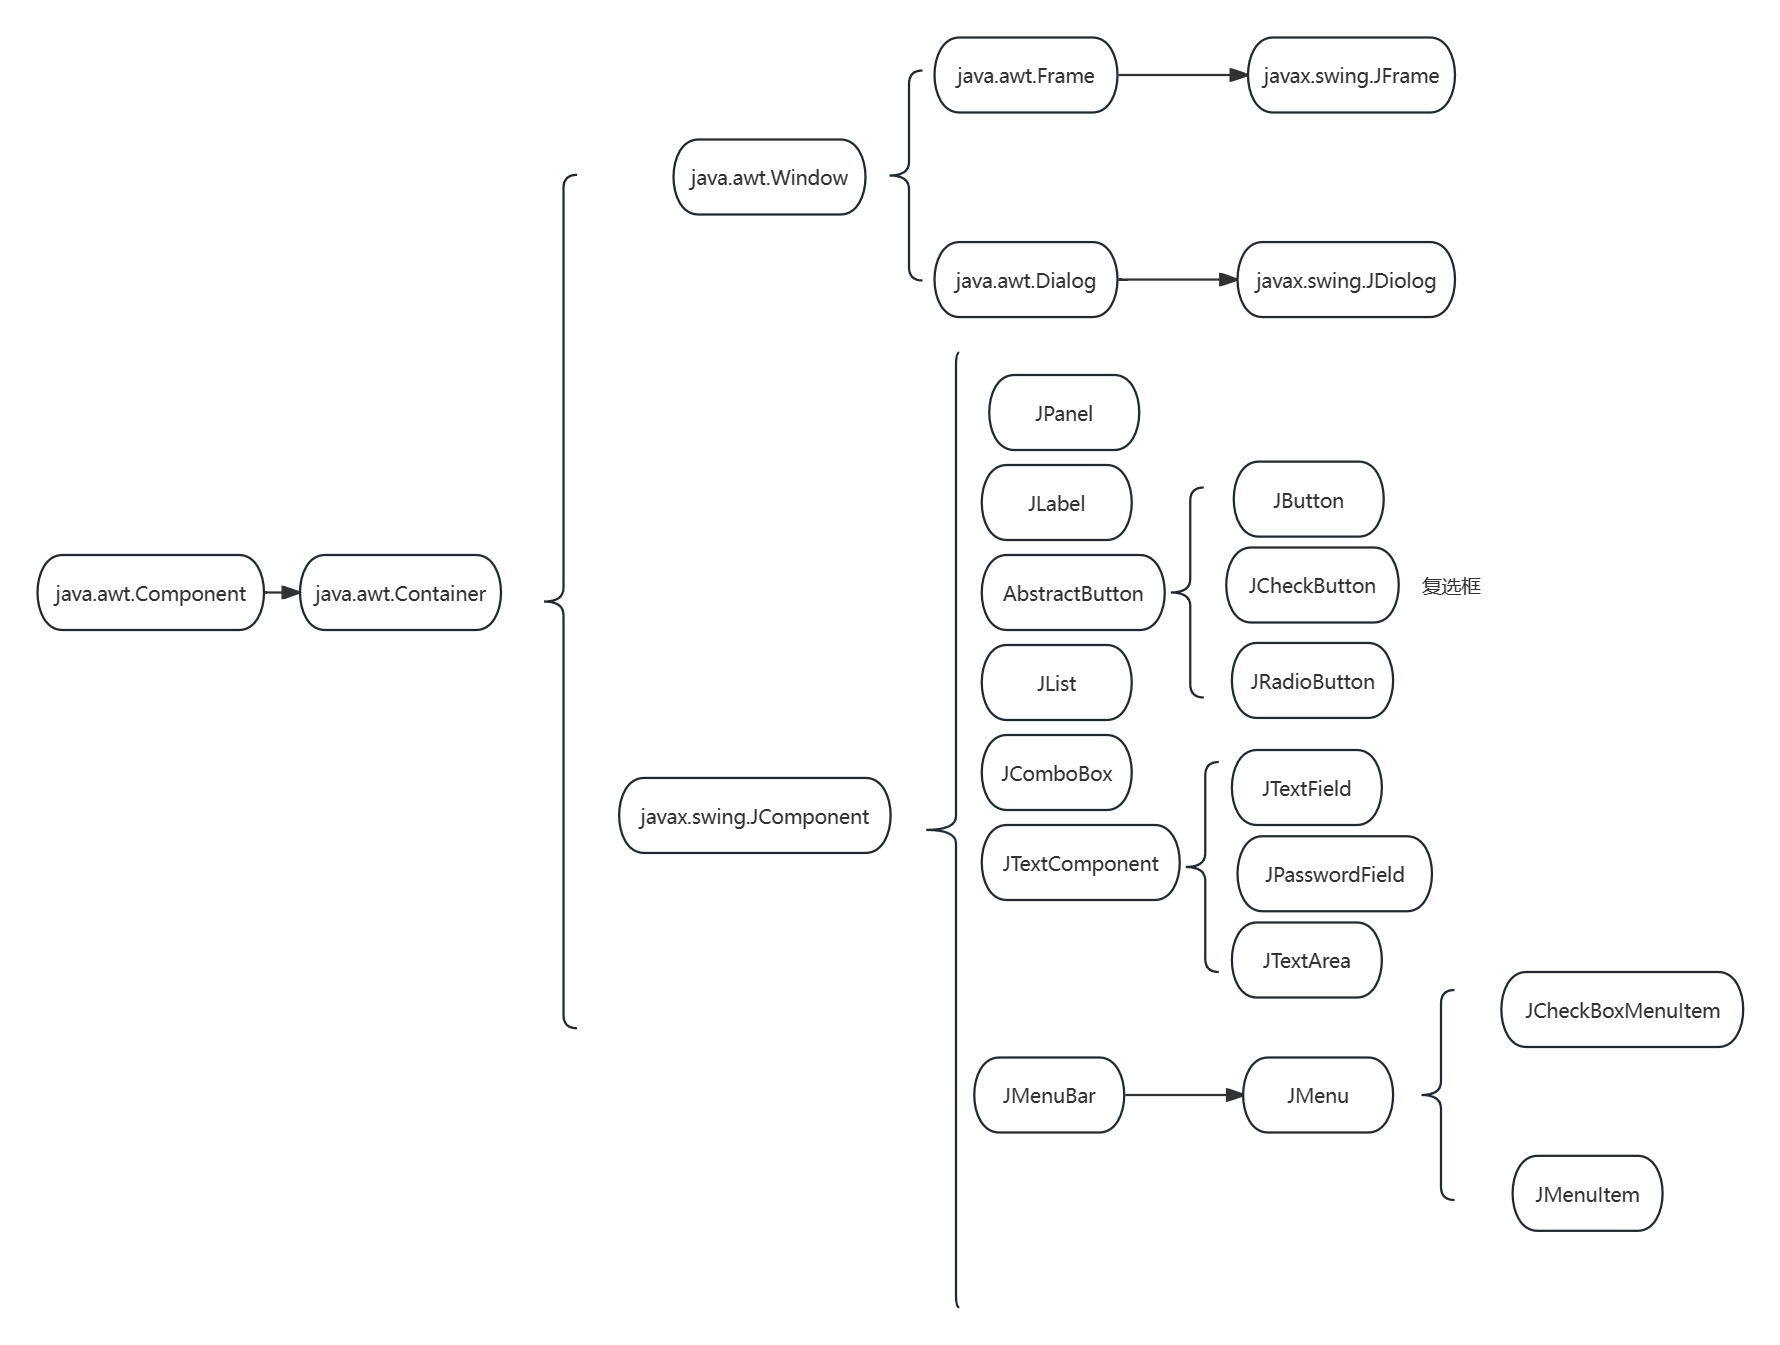 java.awt.Frame
javax.swing.JFrame
java.awt.Window
java.awt.Dialog
javax.swing.JDiolog
JPanel
JLabel
JButton
java.awt.Component
java.awt.Container
AbstractButton
JCheckButton
复选框
JList
JRadioButton
JComboBox
JTextField
javax.swing.JComponent
JTextComponent
JPasswordField
JTextArea
JCheckBoxMenuItem
JMenuBar
JMenu
JMenuItem